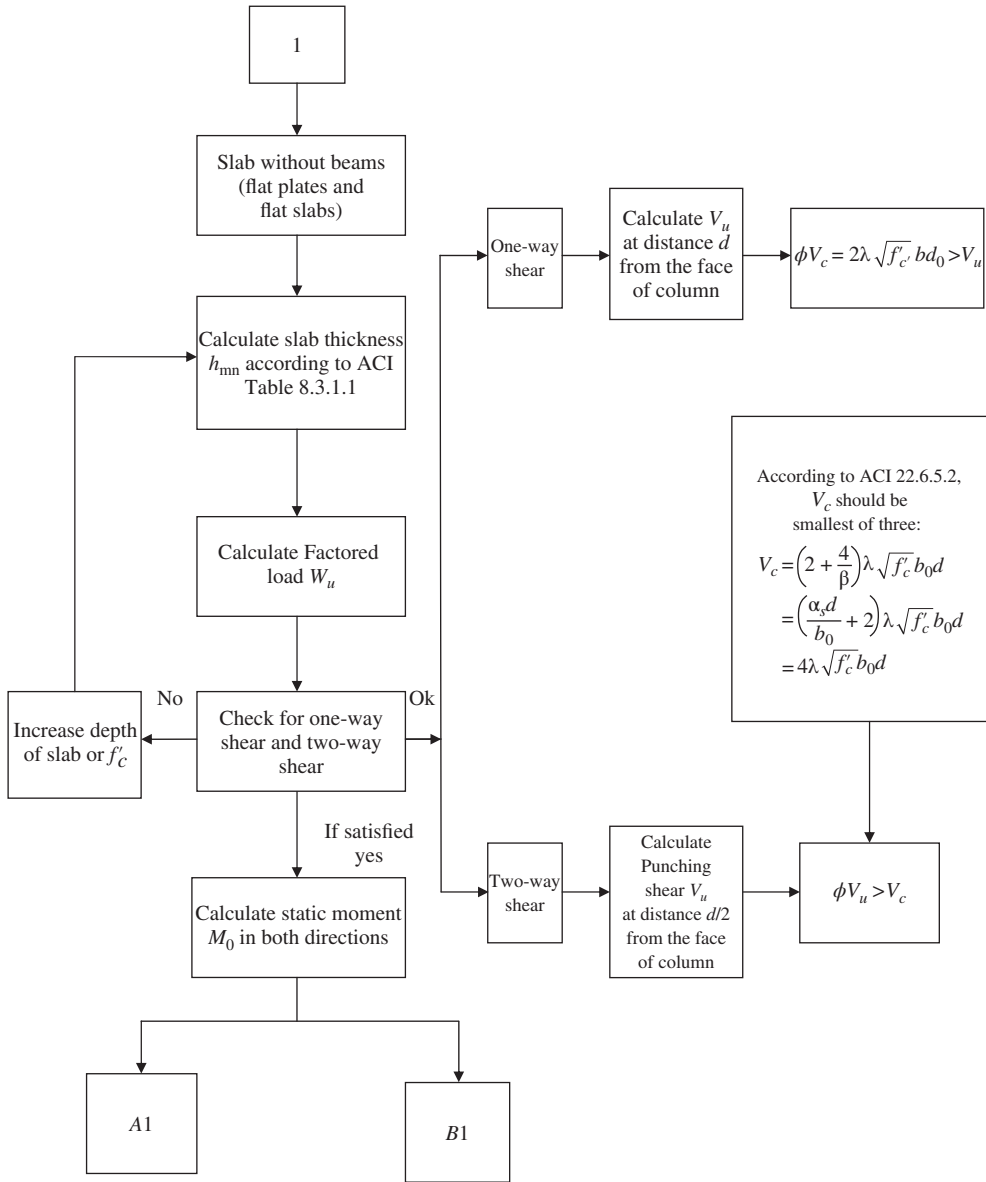 1
Slab without beams
(flat plates and
flat slabs)
Calculate slab thickness
h_mn according to ACI
Table 8.3.1.1
Calculate Factored
load W_u
No
Ok
Increase depth
of slab or f′_c
Check for one-way
shear and two-way
shear
If satisfied
yes
Calculate static moment
M_0 in both directions
A1
B1
One-way
shear
Calculate V_u
at distance d
from the face
of column
ϕV_c = 2λ√f′_c′ bd_0 > V_u
According to ACI 22.6.5.2,
V_c should be
smallest of three:
V_c = (2 + 4/β) λ√f′_c b_0d
= (α_s d/b_0 + 2) λ√f′_c b_0d
= 4λ√f′_c b_0d
Two-way
shear
Calculate
Punching
shear V_u
at distance d/2
from the face
of column
ϕV_u > V_c